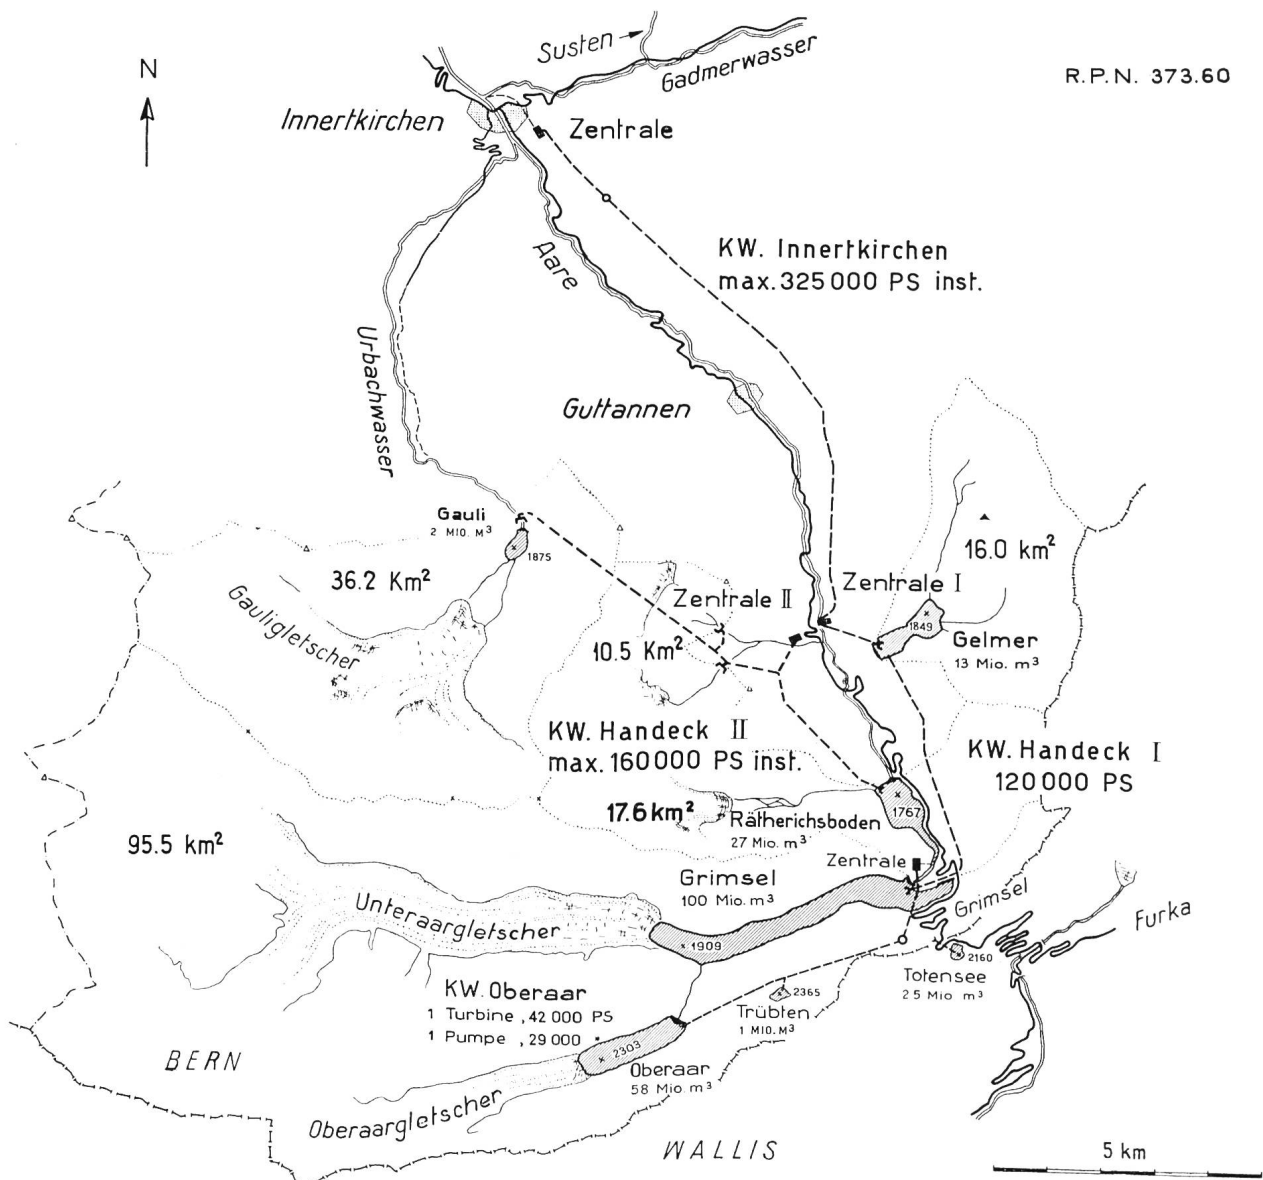 Susten
Gadmerwasser
N
R.P.N. 373.60
Innertkirchen
Zentrale
KW. Innertkirchen
max. 325000 PS inst.
Aare
Urbachwasser
Guttannen
Gauli
2 MIO. M³
1875
16.0 km²
36.2 Km²
Zentrale II
Zentrale I
Gauligletscher
1849
10.5 Km²
Gelmer
13 Mio. m³
KW. Handeck II
max. 160000 PS inst.
KW. Handeck I
120000 PS
17.6 km²
1767
Rätherichsboden
27 Mio. m³
95.5 km²
Zentrale
Grimsel
100 Mio. m³
Grimsel
Unteraargletscher
Furka
1909
2160
Totensee
2.5 Mio m³
KW. Oberaar
1 Turbine , 42 000 PS
1 Pumpe , 29 000 "
2365
Trübten
1 MIO. M³
2303
BERN
Oberaar
58 Mio. m³
Oberaargletscher
WALLIS
5 km